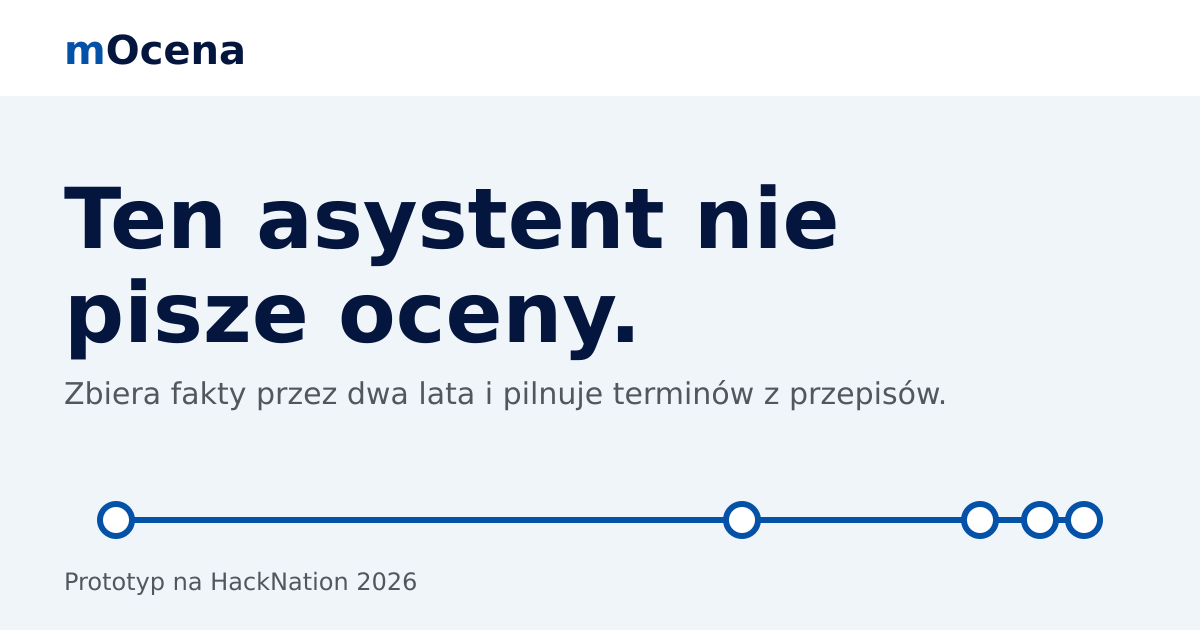 mOcena
Ten asystent nie
pisze oceny.
Zbiera fakty przez dwa lata i pilnuje terminów z przepisów.
Prototyp na HackNation 2026